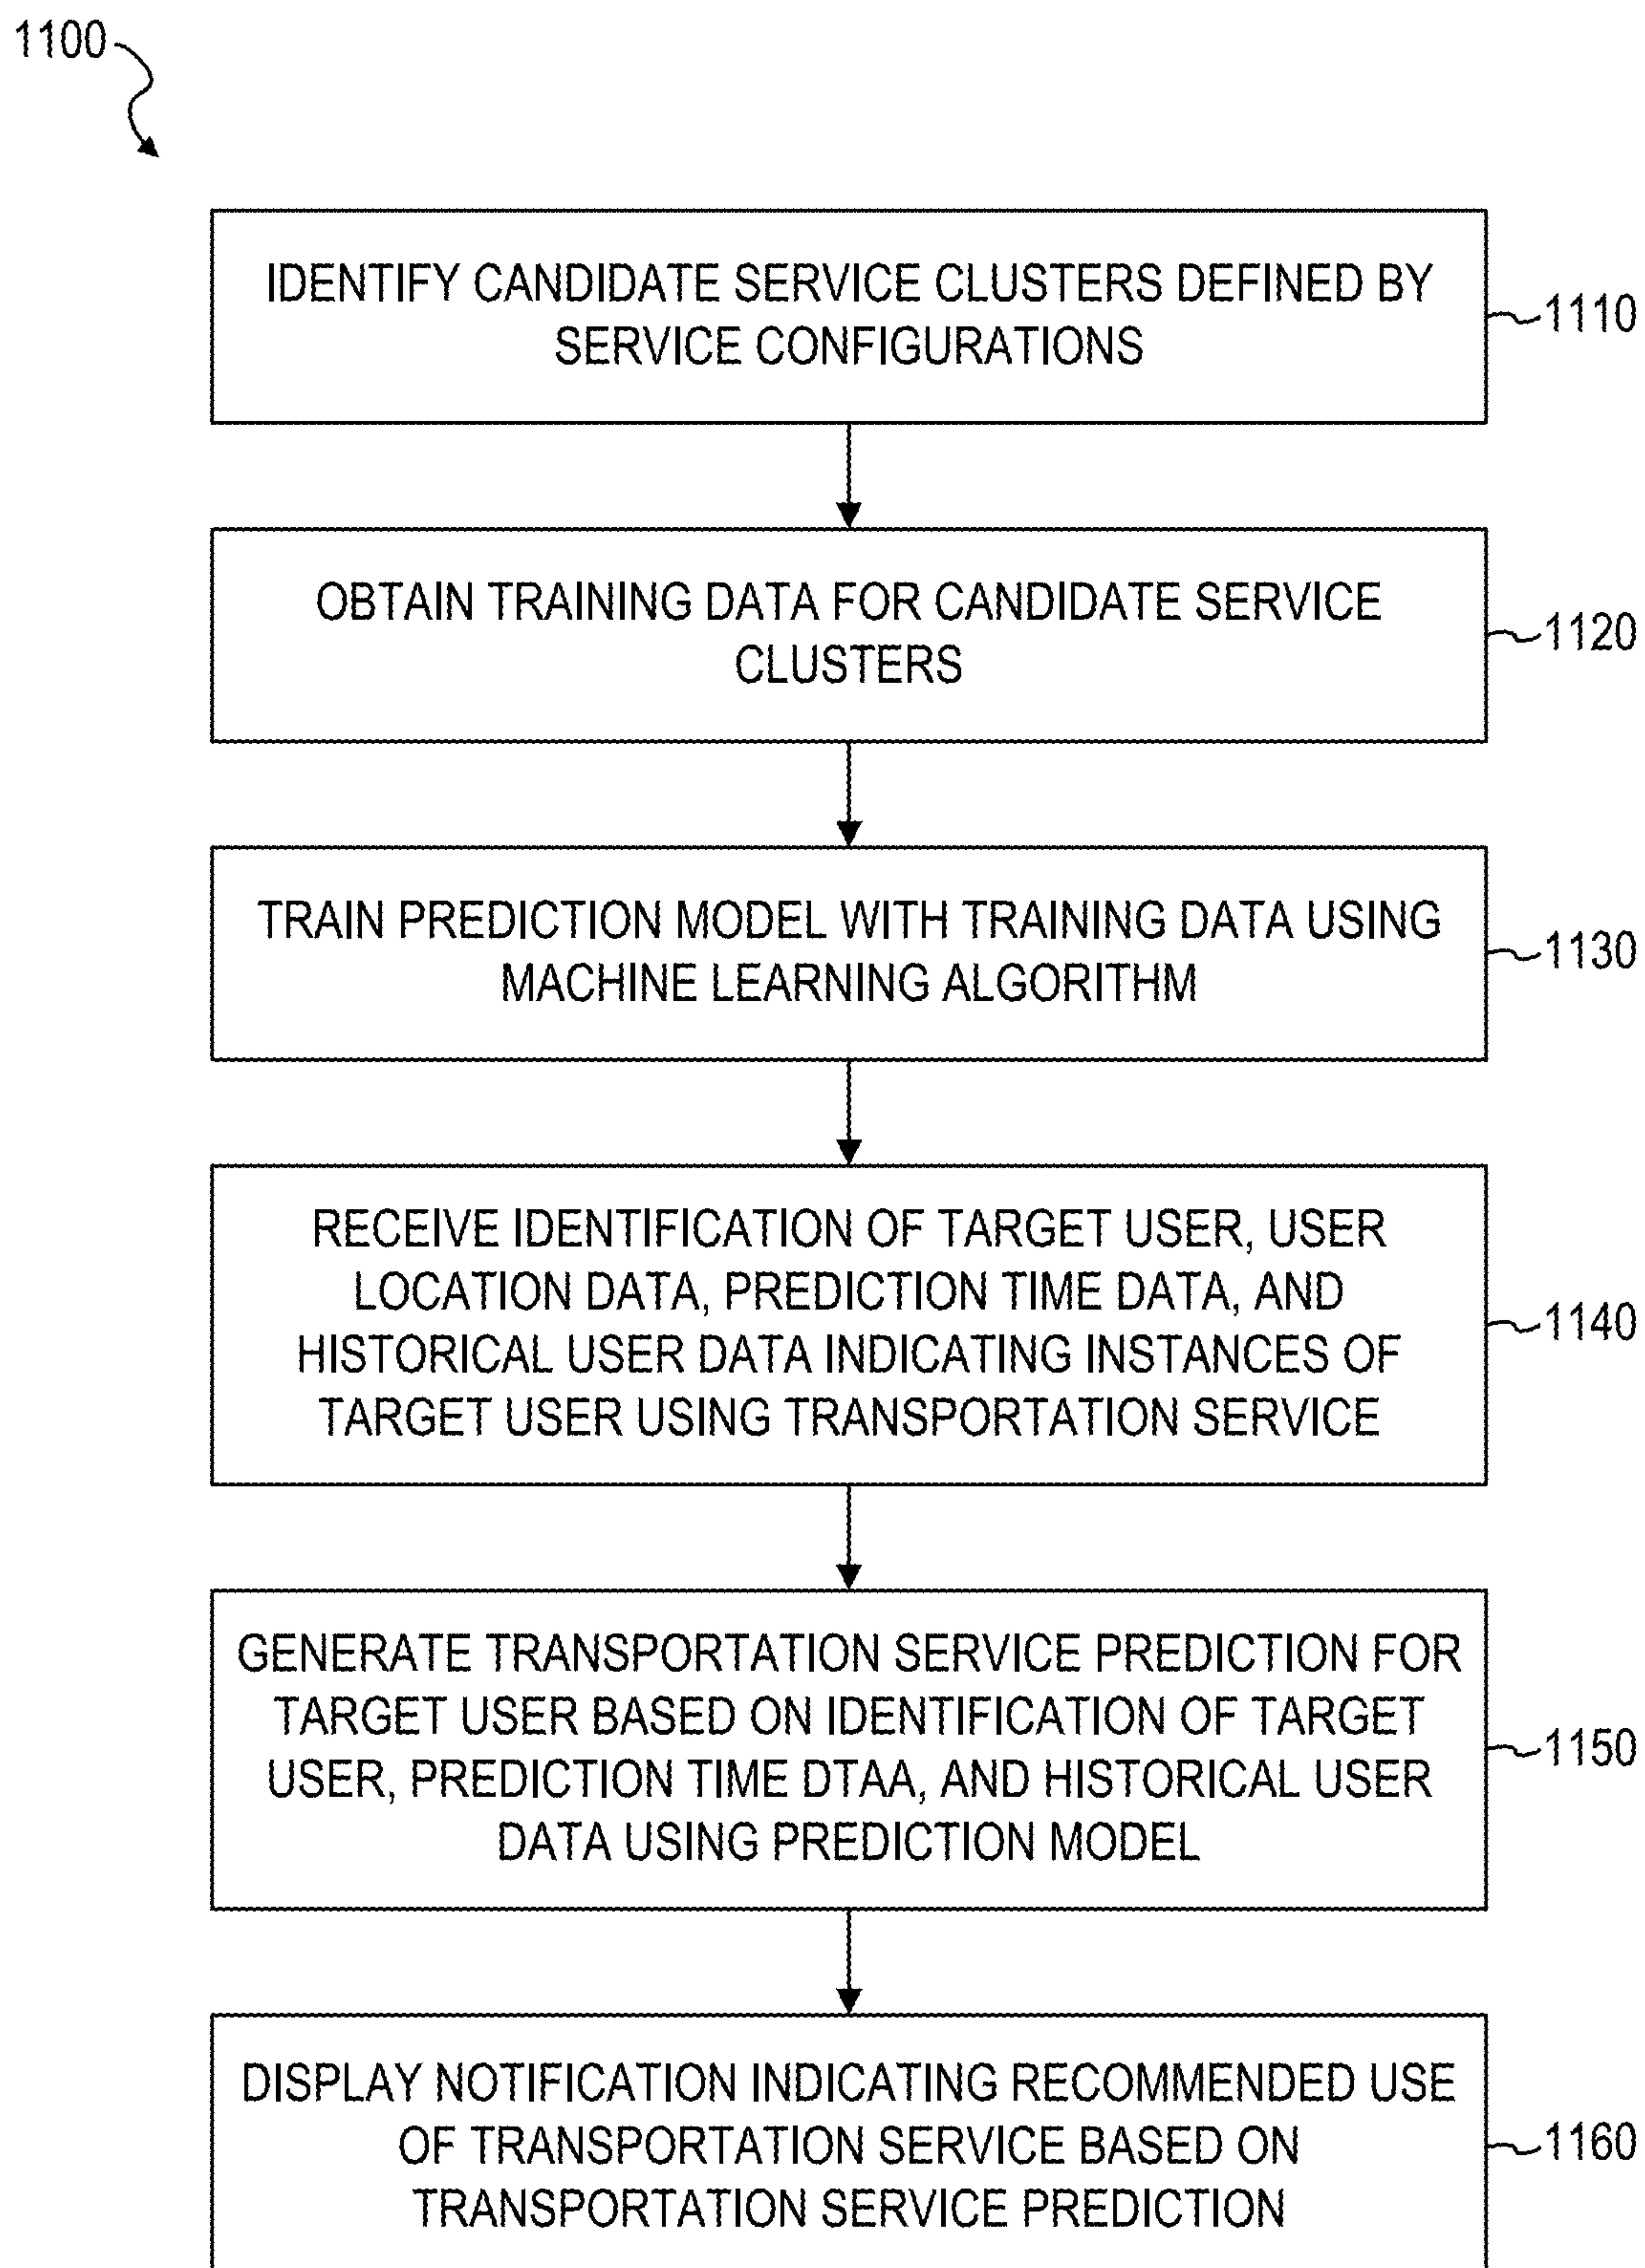 1100
IDENTIFY CANDIDATE SERVICE CLUSTERS DEFINED BY
SERVICE CONFIGURATIONS
1110
OBTAIN TRAINING DATA FOR CANDIDATE SERVICE
CLUSTERS
1120
TRAIN PREDICTION MODEL WITH TRAINING DATA USING
MACHINE LEARNING ALGORITHM
1130
RECEIVE IDENTIFICATION OF TARGET USER, USER
LOCATION DATA, PREDICTION TIME DATA, AND
HISTORICAL USER DATA INDICATING INSTANCES OF
TARGET USER USING TRANSPORTATION SERVICE
1140
GENERATE TRANSPORTATION SERVICE PREDICTION FOR
TARGET USER BASED ON IDENTIFICATION OF TARGET
USER, PREDICTION TIME DTAA, AND HISTORICAL USER
DATA USING PREDICTION MODEL
1150
DISPLAY NOTIFICATION INDICATING RECOMMENDED USE
OF TRANSPORTATION SERVICE BASED ON
TRANSPORTATION SERVICE PREDICTION
1160